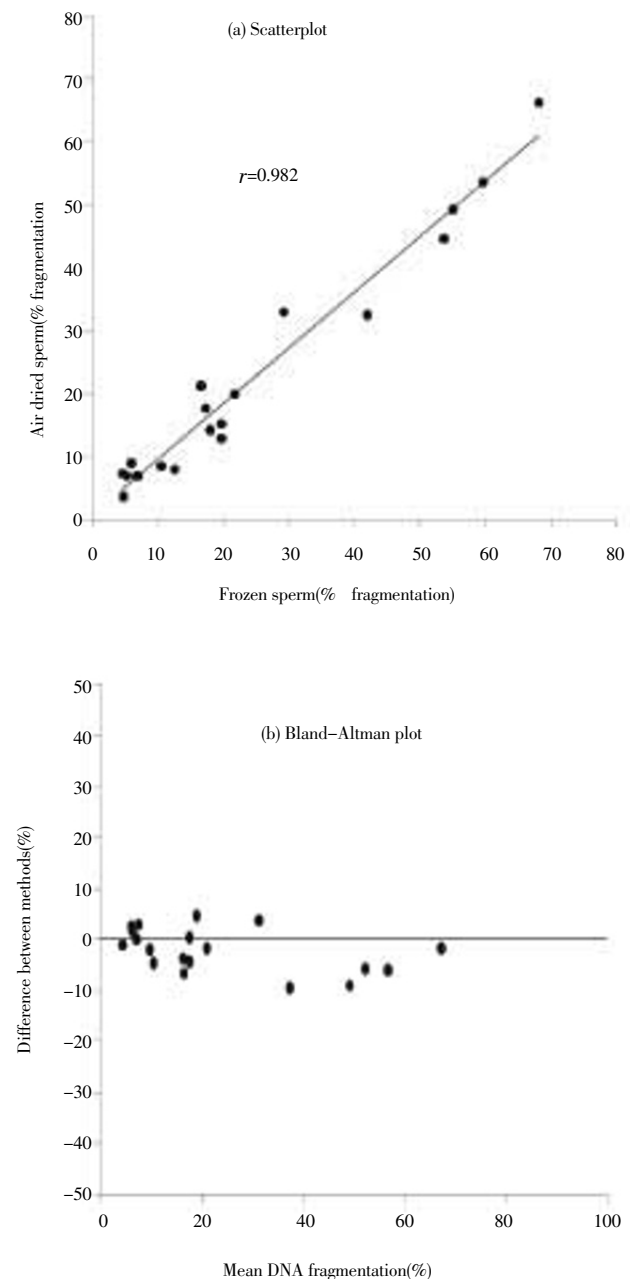 (a) Scatterplot
r=0.982
Air dried sperm(% fragmentation
80
70
60
50
40
30
20
10
0
0 10 20 30 40 50 60 70 80
Frozen sperm(% fragmentation)
(b) Bland−Altman plot
Difference between methods(%)
50
40
30
20
10
0
−10
−20
−30
−40
−50
0 20 40 60 80 100
Mean DNA fragmentation(%)